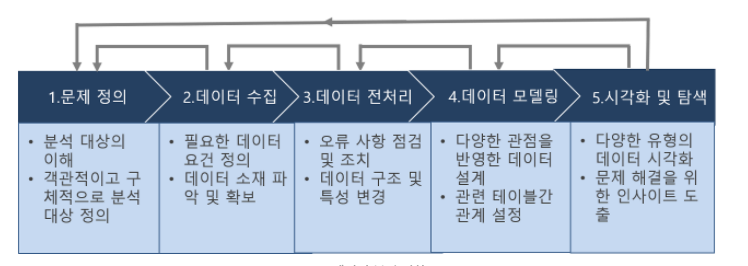 1.문제 정의
2.데이터 수집
3.데이터 전처리
4.데이터 모델링
5.시각화 및 탐색
• 분석 대상의
이해
• 객관적이고 구
체적으로 분석
대상 정의
• 필요한 데이터
요건 정의
• 데이터 소재 파
악 및 확보
• 오류 사항 점검
및 조치
• 데이터 구조 및
특성 변경
• 다양한 관점을
반영한 데이터
설계
• 관련 테이블간
관계 설정
• 다양한 유형의
데이터 시각화
• 문제 해결을 위
한 인사이트 도
출